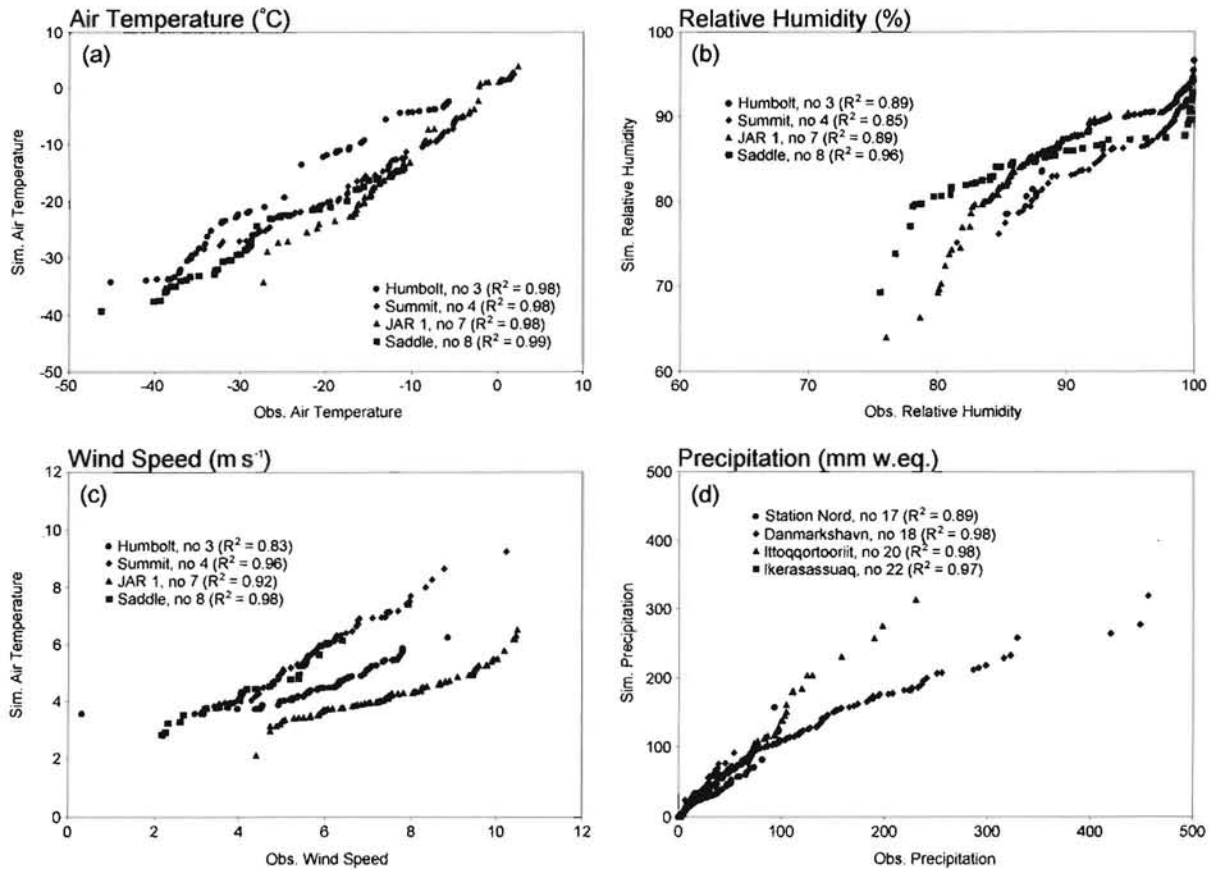 Air Temperature (°C)
(a)
10
0
-10
-20
-30
-40
-50
Sim. Air Temperature
Humbolt, no 3 (R² = 0.98)
Summit, no 4 (R² = 0.98)
JAR 1, no 7 (R² = 0.98)
Saddle, no 8 (R² = 0.99)
-50
-40
-30
-20
-10
0
10
Obs. Air Temperature
Relative Humidity (%)
(b)
100
90
80
70
60
Sim. Relative Humidity
Humbolt, no 3 (R² = 0.89)
Summit, no 4 (R² = 0.85)
JAR 1, no 7 (R² = 0.89)
Saddle, no 8 (R² = 0.96)
60
70
80
90
100
Obs. Relative Humidity
Wind Speed (m s⁻¹)
(c)
12
10
8
6
4
2
0
Sim. Air Temperature
Humbolt, no 3 (R² = 0.83)
Summit, no 4 (R² = 0.96)
JAR 1, no 7 (R² = 0.92)
Saddle, no 8 (R² = 0.98)
0
2
4
6
8
10
12
Obs. Wind Speed
Precipitation (mm w.eq.)
(d)
500
400
300
200
100
0
Sim. Precipitation
Station Nord, no 17 (R² = 0.89)
Danmarkshavn, no 18 (R² = 0.98)
Ittoqqortooriit, no 20 (R² = 0.98)
Ikerasassuaq, no 22 (R² = 0.97)
0
100
200
300
400
500
Obs. Precipitation